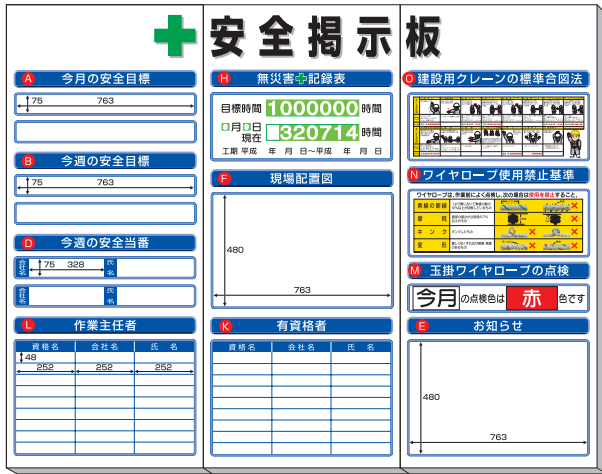 安全掲示板
A 今月の安全目標
75 763
B 今週の安全目標
75 763
D 今週の安全当番
会社名 75 328 氏名
会社名 氏名
L 作業主任者
資格名 会社名 氏 名
48
252 252 252
H 無災害記録表
目標時間 1000000 時間
0月0日現在 320714 時間
工期 平成 年 月 日～平成 年 月 日
F 現場配置図
480
763
K 有資格者
資格名 会社名 氏 名
O 建設用クレーンの標準合図法
N ワイヤロープ使用禁止基準
ワイヤロープは、作業前によく点検し、次の場合は使用を禁止すること。
素線の断線
摩 耗
キ ン ク
変 形
M 玉掛ワイヤロープの点検
今月の点検色は 赤 色です
E お知らせ
480
763